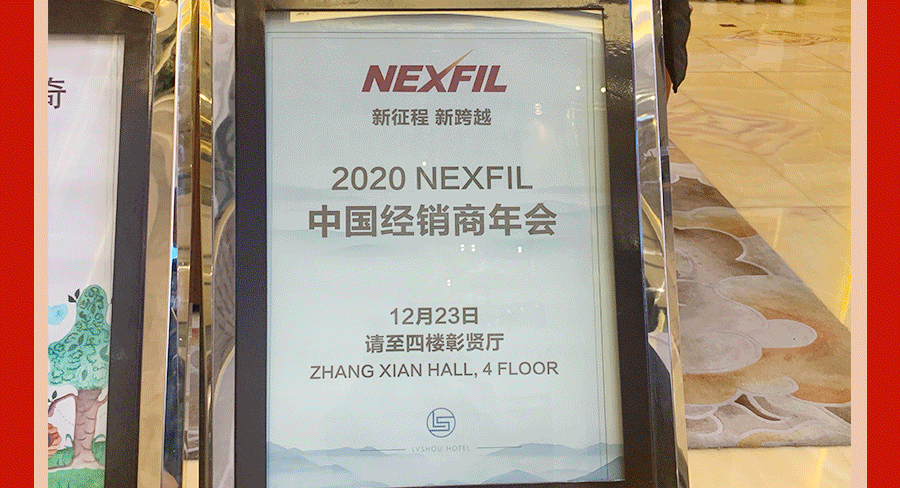 奇
NEXFIL
新征程 新跨越
2020 NEXFIL
中国经销商年会
12月23日
请至四楼彰贤厅
ZHANG XIAN HALL, 4 FLOOR
LVSHOU HOTEL